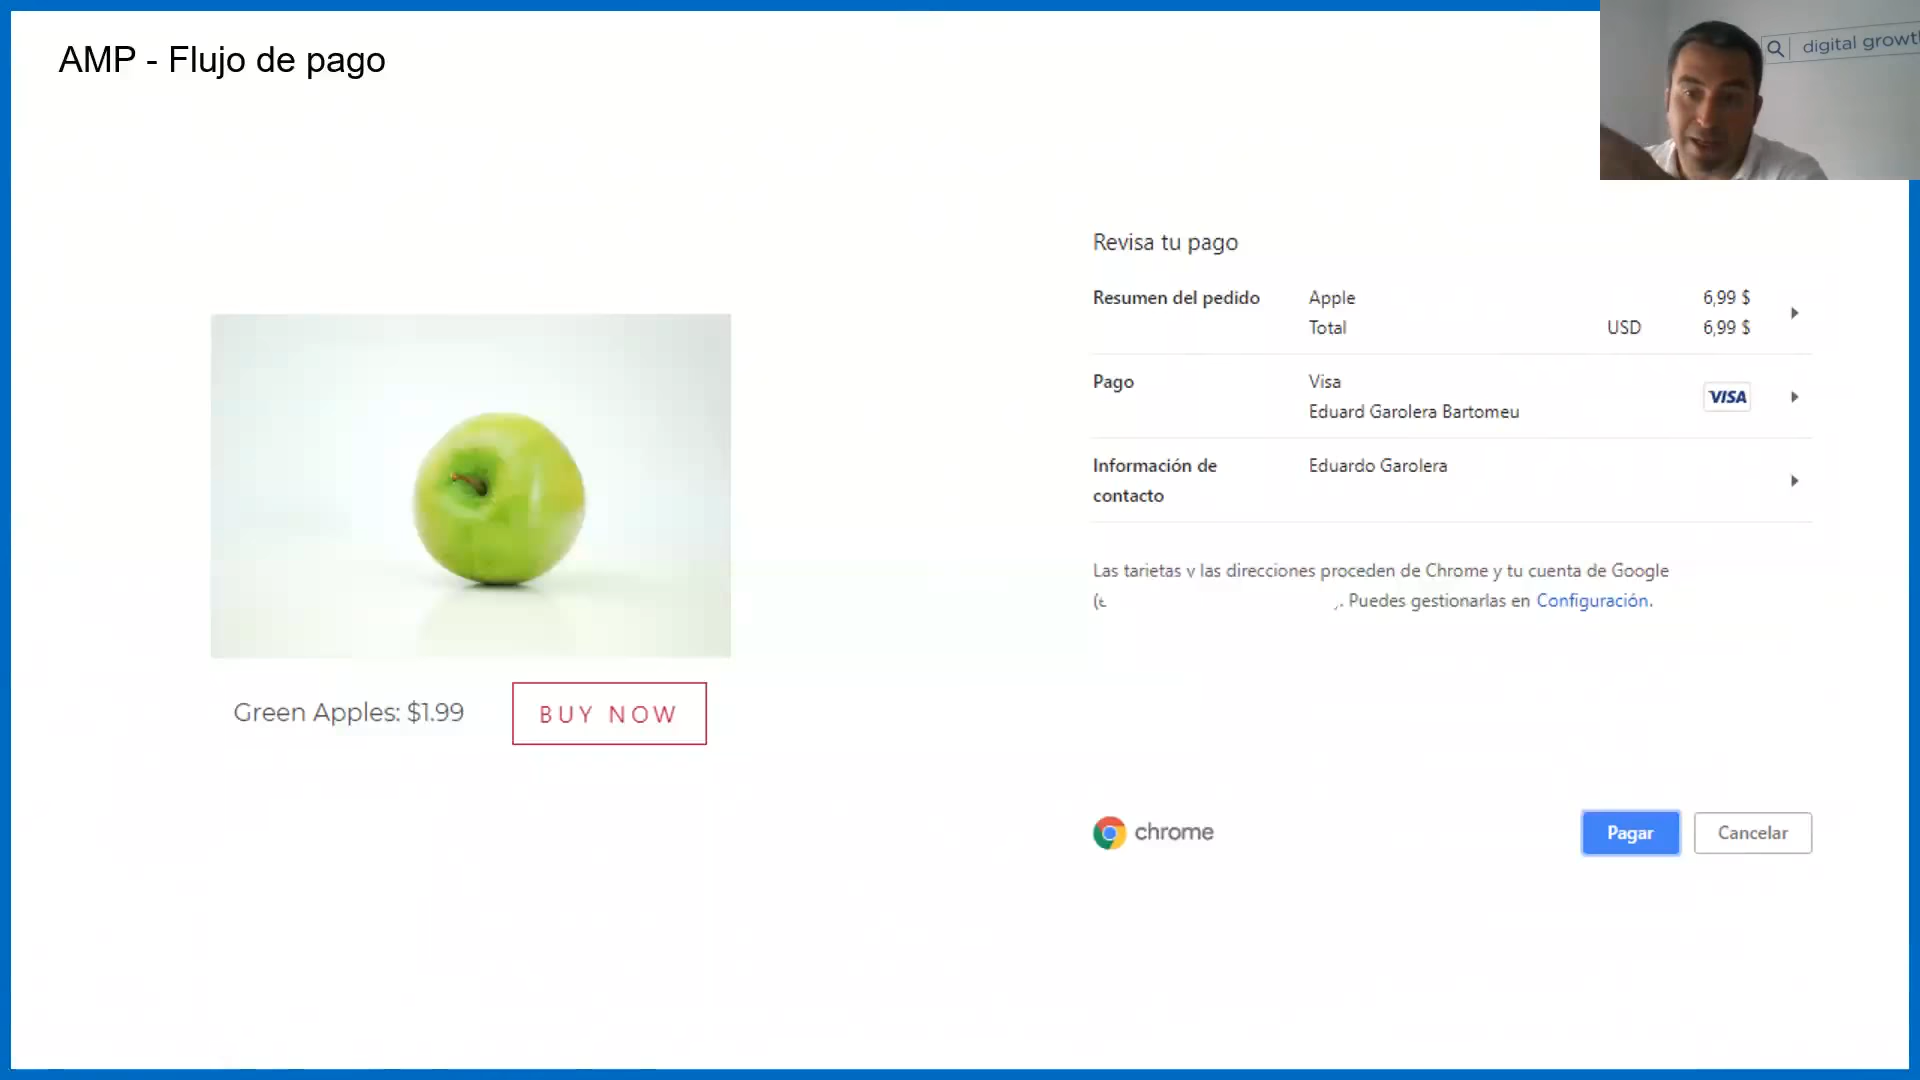 AMP - Flujo de pago
digital growth
Revisa tu pago
Resumen del pedido Apple 6,99 $
Total USD 6,99 $
Pago Visa VISA
Eduard Garolera Bartomeu
Información de contacto Eduardo Garolera
Las tarjetas y las direcciones proceden de Chrome y tu cuenta de Google
. Puedes gestionarlas en Configuración.
Green Apples: $1.99 BUY NOW
chrome Pagar Cancelar